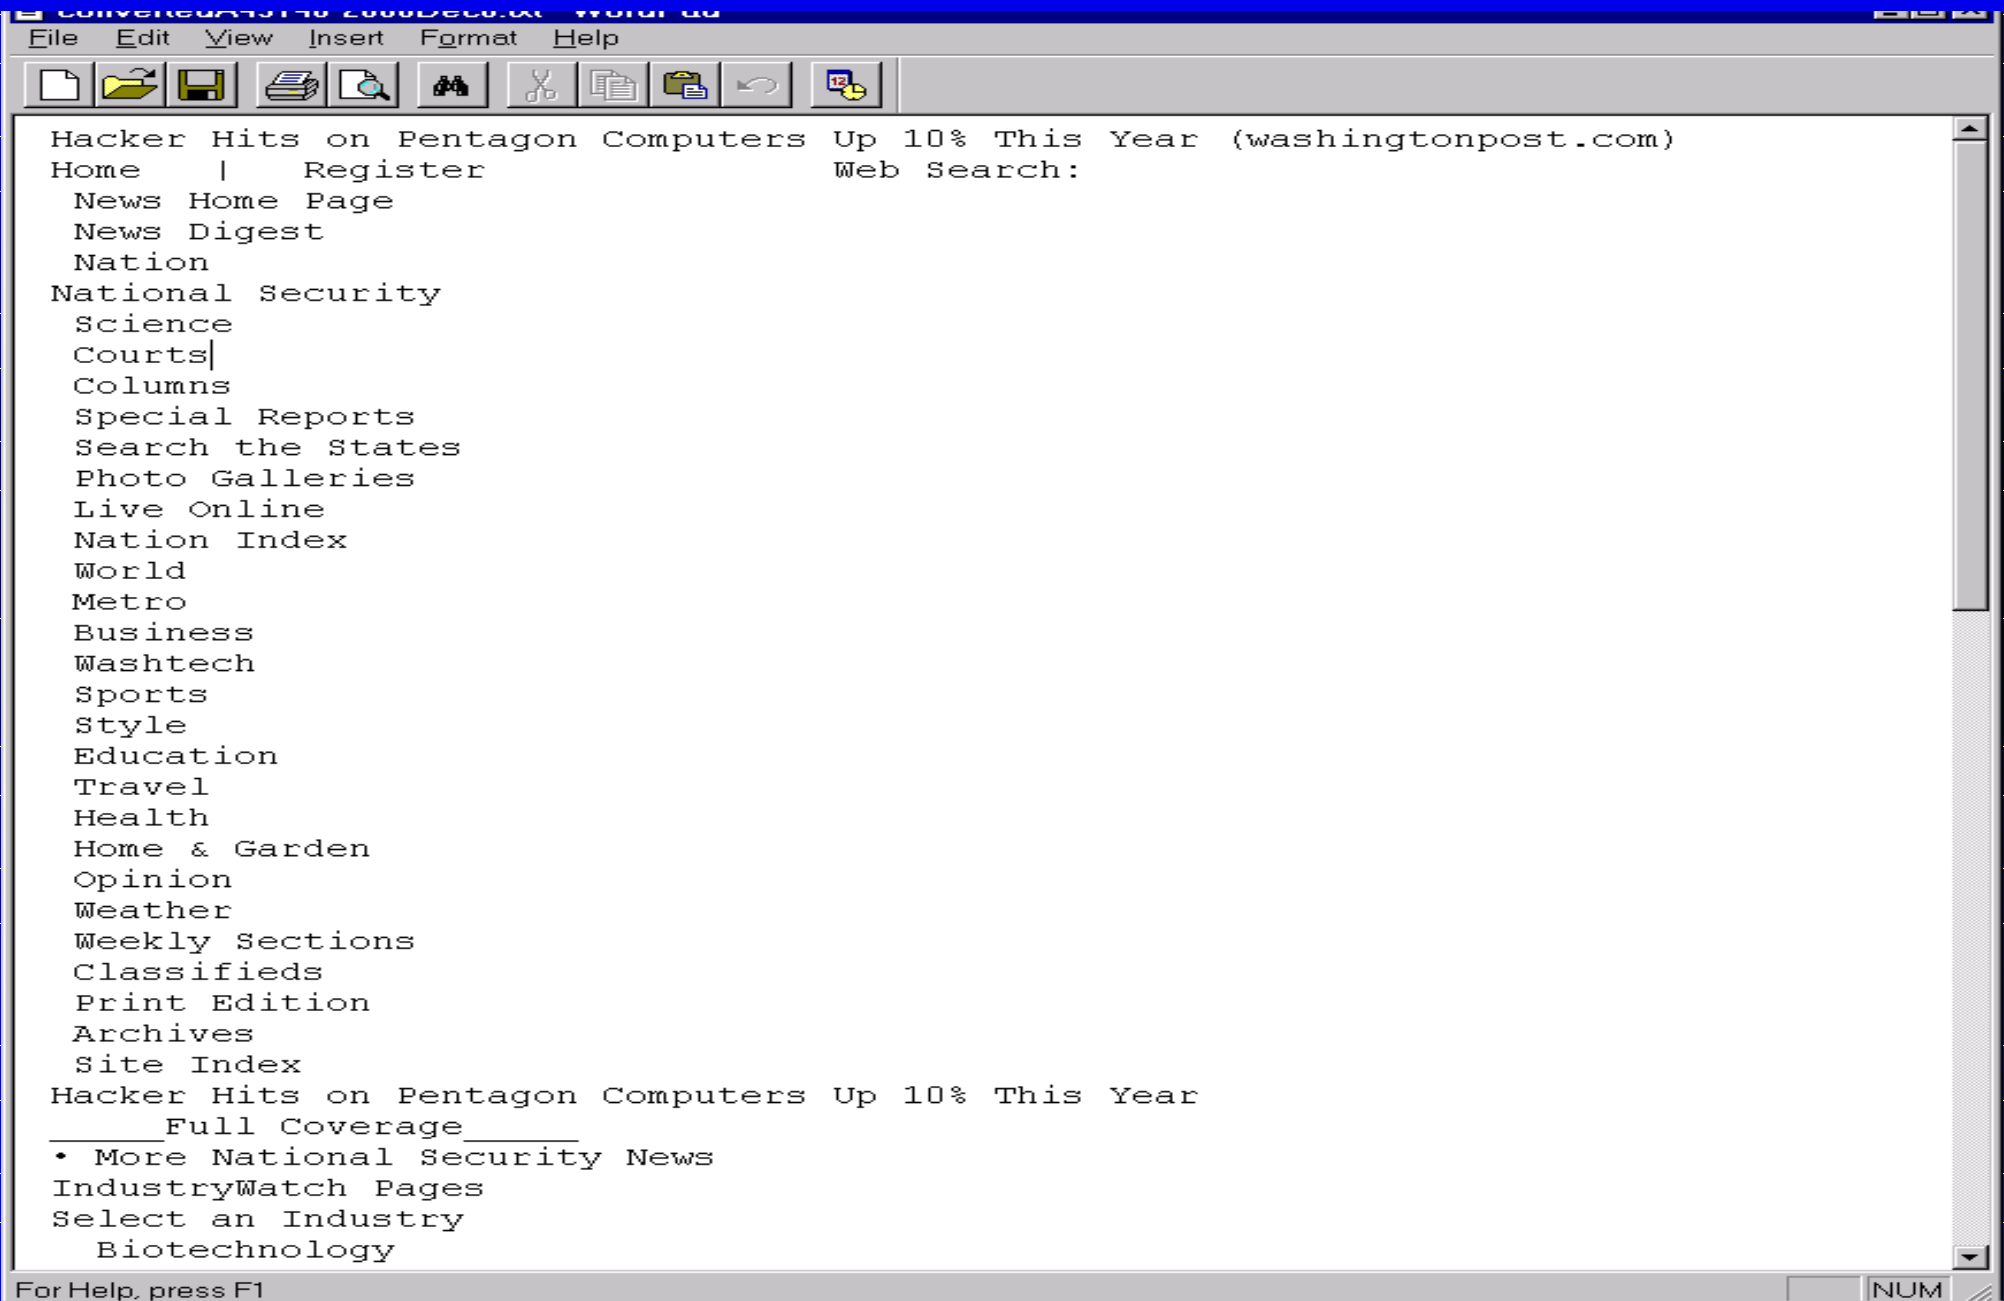 WordPad
File Edit View Insert Format Help
12
Hacker Hits on Pentagon Computers Up 10% This Year (washingtonpost.com)
Home | Register Web Search:
News Home Page
News Digest
Nation
National Security
Science
Courts
Columns
Special Reports
Search the States
Photo Galleries
Live Online
Nation Index
World
Metro
Business
Washtech
Sports
Style
Education
Travel
Health
Home & Garden
Opinion
Weather
Weekly Sections
Classifieds
Print Edition
Archives
Site Index
Hacker Hits on Pentagon Computers Up 10% This Year
_____Full Coverage_____
• More National Security News
IndustryWatch Pages
Select an Industry
Biotechnology
For Help, press F1
NUM